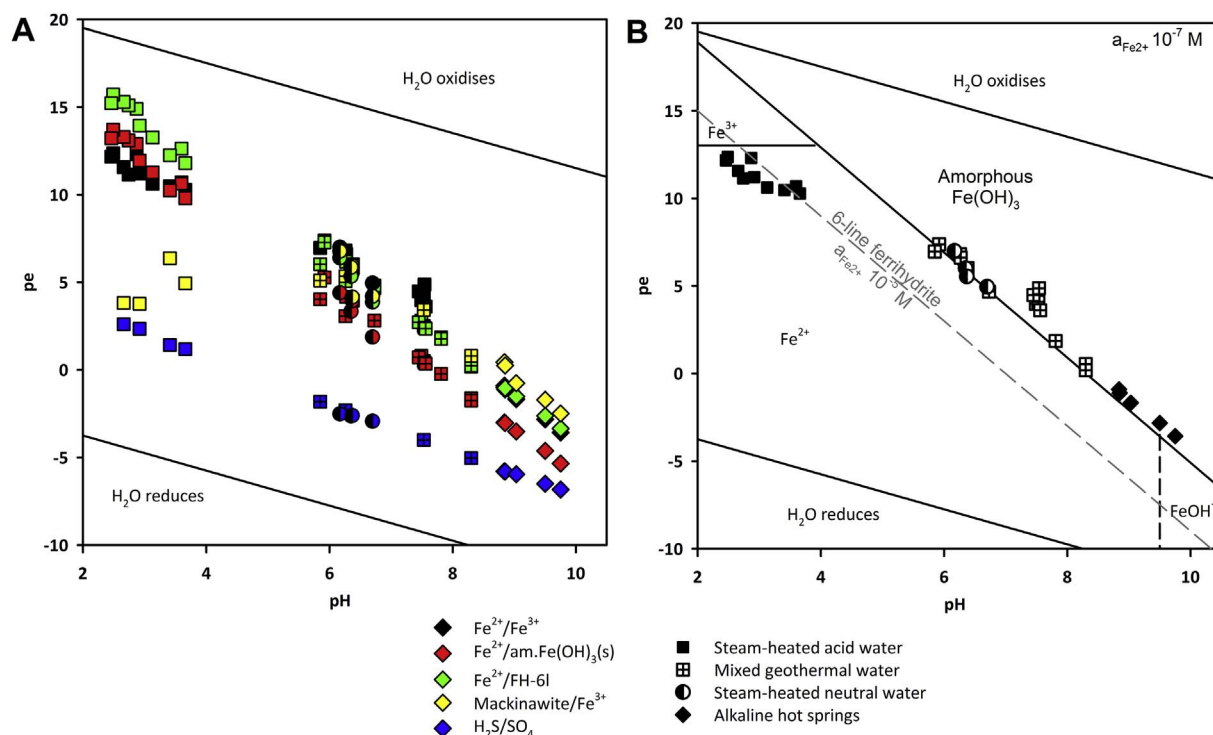 A
20
15
10
5
0
-5
-10
pe
H₂O oxidises
H₂O reduces
2
4
6
8
10
pH
Fe²⁺/Fe³⁺
Fe²⁺/am.Fe(OH)₃(s)
Fe²⁺/FH-6l
Mackinawite/Fe³⁺
H₂S/SO₄
B
20
15
10
5
0
-5
-10
a_Fe2+ 10⁻⁷ M
H₂O oxidises
Fe³⁺
Amorphous
Fe(OH)₃
6-line ferrihydrite
a_Fe2+ 10⁻⁵ M
Fe²⁺
H₂O reduces
FeOH⁺
2
4
6
8
10
pH
Steam-heated acid water
Mixed geothermal water
Steam-heated neutral water
Alkaline hot springs